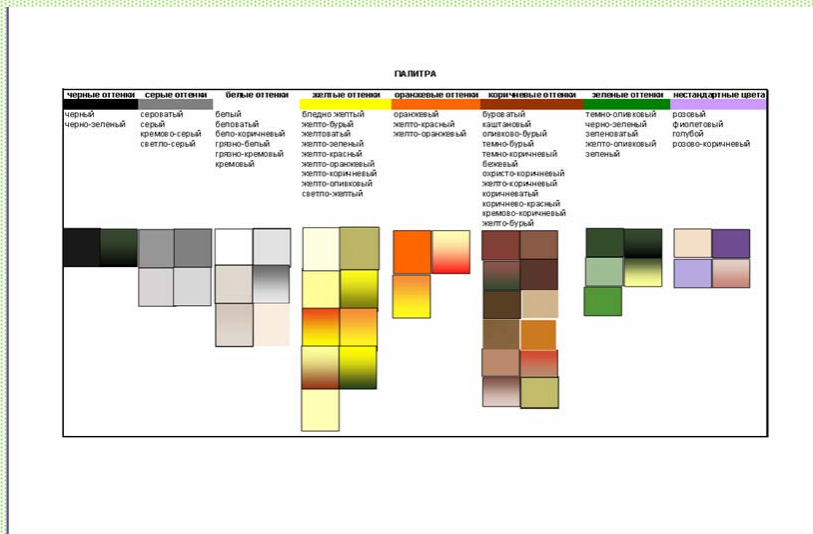 ПАЛИТРА
черные оттенки
серые оттенки
белые оттенки
желтые оттенки
оранжевые оттенки
коричневые оттенки
зеленые оттенки
нестандартные цвета
черный
черно-зеленый
сероватый
серый
кремово-серый
светло-серый
белый
беловатый
бело-коричневый
грязно-белый
грязно-кремовый
кремовый
бледно желтый
желто-бурый
желтоватый
желто-зеленый
желто-красный
желто-оранжевый
желто-коричневый
желто-оливковый
светло-желтый
оранжевый
желто-красный
желто-оранжевый
буроватый
каштановый
оливково-бурый
темно-бурый
темно-коричневый
бежевый
охристо-коричневый
желто-коричневый
коричневатый
коричнево-красный
кремово-коричневый
желто-бурый
темно-оливковый
черно-зеленый
зеленоватый
желто-оливковый
зеленый
розовый
фиолетовый
голубой
розово-коричневый